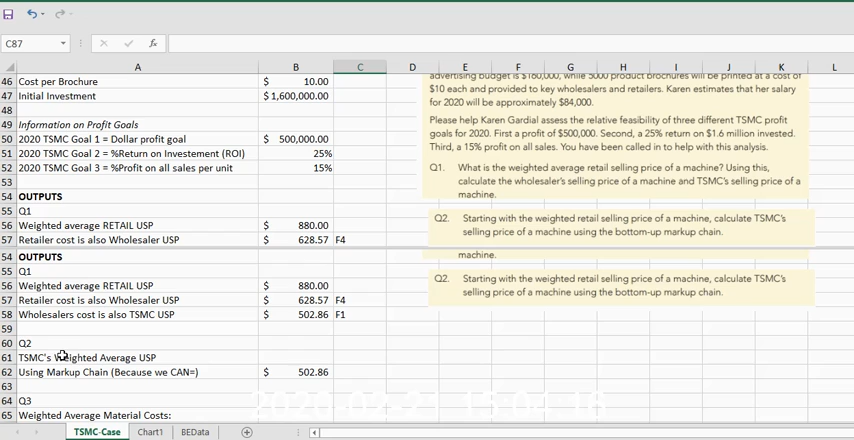 C87
fx
A B C D E F G H I J K L
46 Cost per Brochure $ 10.00
47 Initial Investment $ 1,600,000.00
48
49 Information on Profit Goals
50 2020 TSMC Goal 1 = Dollar profit goal $ 500,000.00
51 2020 TSMC Goal 2 = %Return on Investement (ROI) 25%
52 2020 TSMC Goal 3 = %Profit on all sales per unit 15%
53
54 OUTPUTS
55 Q1
56 Weighted average RETAIL USP $ 880.00
57 Retailer cost is also Wholesaler USP $ 628.57 F4
54 OUTPUTS
55 Q1
56 Weighted average RETAIL USP $ 880.00
57 Retailer cost is also Wholesaler USP $ 628.57 F4
58 Wholesalers cost is also TSMC USP $ 502.86 F1
59
60 Q2
61 TSMC's Weighted Average USP
62 Using Markup Chain (Because we CAN=) $ 502.86
63
64 Q3
65 Weighted Average Material Costs:
advertising budget is $160,000, while 5000 product brochures will be printed at a cost of
$10 each and provided to key wholesalers and retailers. Karen estimates that her salary
for 2020 will be approximately $84,000.
Please help Karen Gardial assess the relative feasibility of three different TSMC profit
goals for 2020. First a profit of $500,000. Second, a 25% return on $1.6 million invested.
Third, a 15% profit on all sales. You have been called in to help with this analysis.
Q1. What is the weighted average retail selling price of a machine? Using this,
calculate the wholesaler's selling price of a machine and TSMC's selling price of a
machine.
Q2. Starting with the weighted retail selling price of a machine, calculate TSMC's
selling price of a machine using the bottom-up markup chain.
machine.
Q2. Starting with the weighted retail selling price of a machine, calculate TSMC's
selling price of a machine using the bottom-up markup chain.
TSMC-Case Chart1 BEData